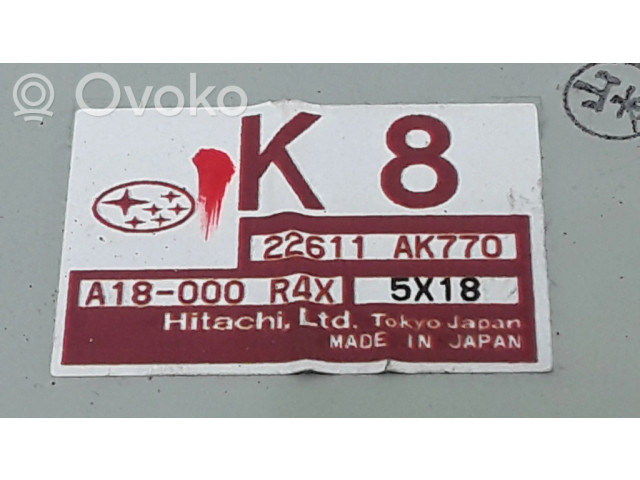 Ovoko
K 8
22611 AK770
A18-000 R4X 5X18
Hitachi, Ltd. Tokyo Japan
MADE IN JAPAN